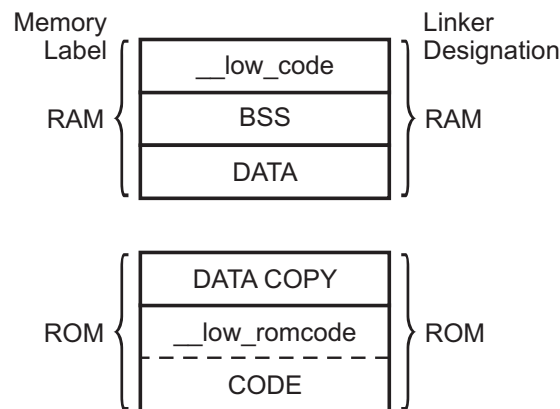 Memory Label
Linker Designation
__low_code
RAM
BSS
RAM
DATA
DATA COPY
ROM
__low_romcode
ROM
CODE